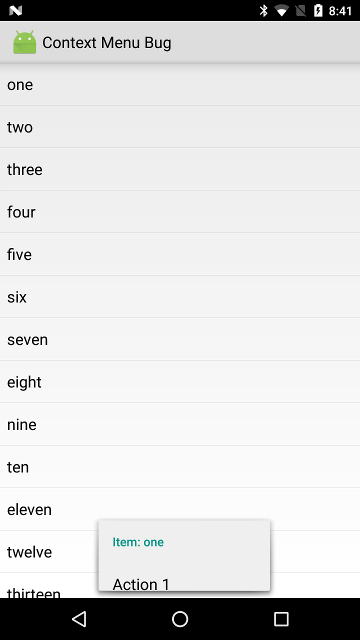 8:41
Context Menu Bug
one
two
three
four
five
six
seven
eight
nine
ten
eleven
twelve
thirteen
Item: one
Action 1